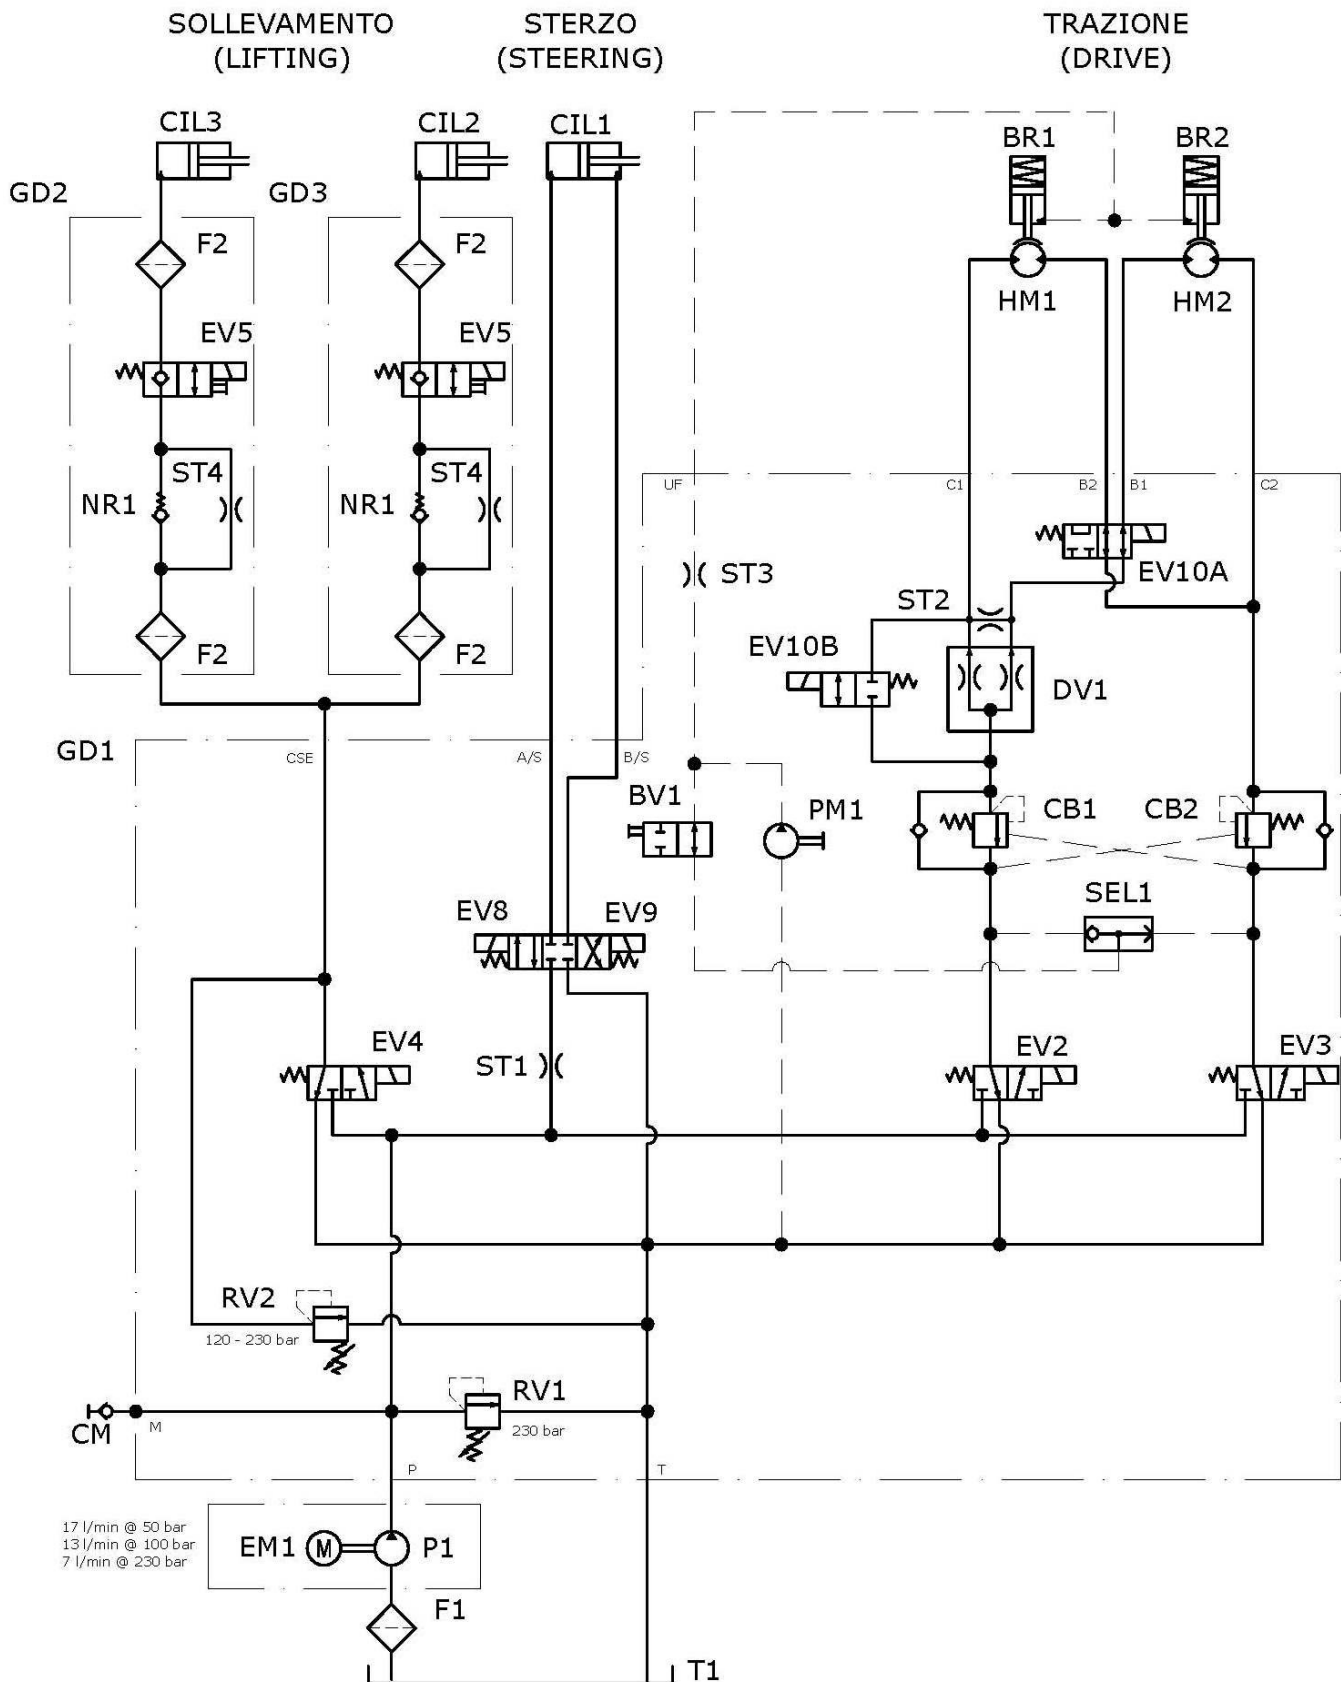 SOLLEVAMENTO
(LIFTING)
STERZO
(STEERING)
TRAZIONE
(DRIVE)
CIL3
CIL2
CIL1
BR1
BR2
GD2
GD3
F2
F2
HM1
HM2
EV5
EV5
ST4
ST4
UF
C1
B2
B1
C2
NR1
NR1
EV10A
ST3
ST2
F2
F2
EV10B
DV1
GD1
CSE
A/S
B/S
BV1
PM1
CB1
CB2
SEL1
EV8
EV9
EV4
ST1
EV2
EV3
RV2
120 - 230 bar
RV1
230 bar
CM
M
P
T
17 l/min @ 50 bar
13 l/min @ 100 bar
7 l/min @ 230 bar
EM1
M
P1
F1
T1